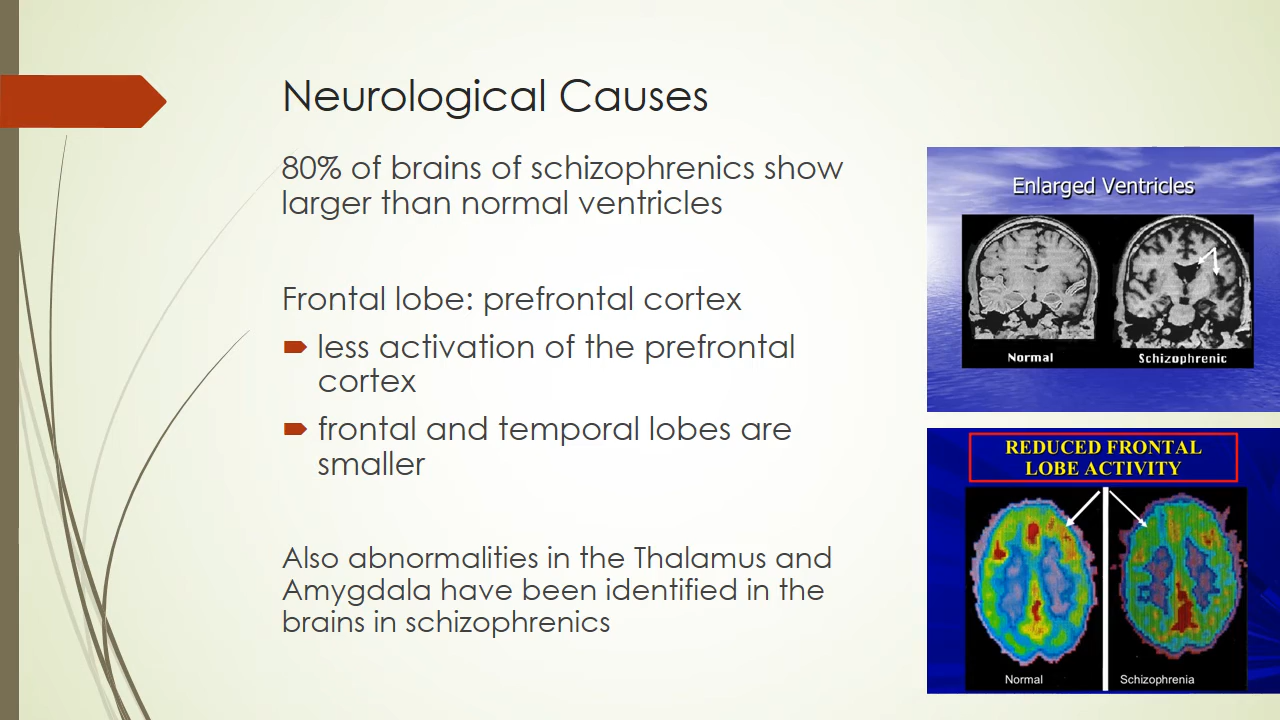 Neurological Causes
80% of brains of schizophrenics show
larger than normal ventricles
Frontal lobe: prefrontal cortex
less activation of the prefrontal
cortex
frontal and temporal lobes are
smaller
Also abnormalities in the Thalamus and
Amygdala have been identified in the
brains in schizophrenics
Enlarged Ventricles
Normal
Schizophrenic
REDUCED FRONTAL
LOBE ACTIVITY
Normal
Schizophrenia